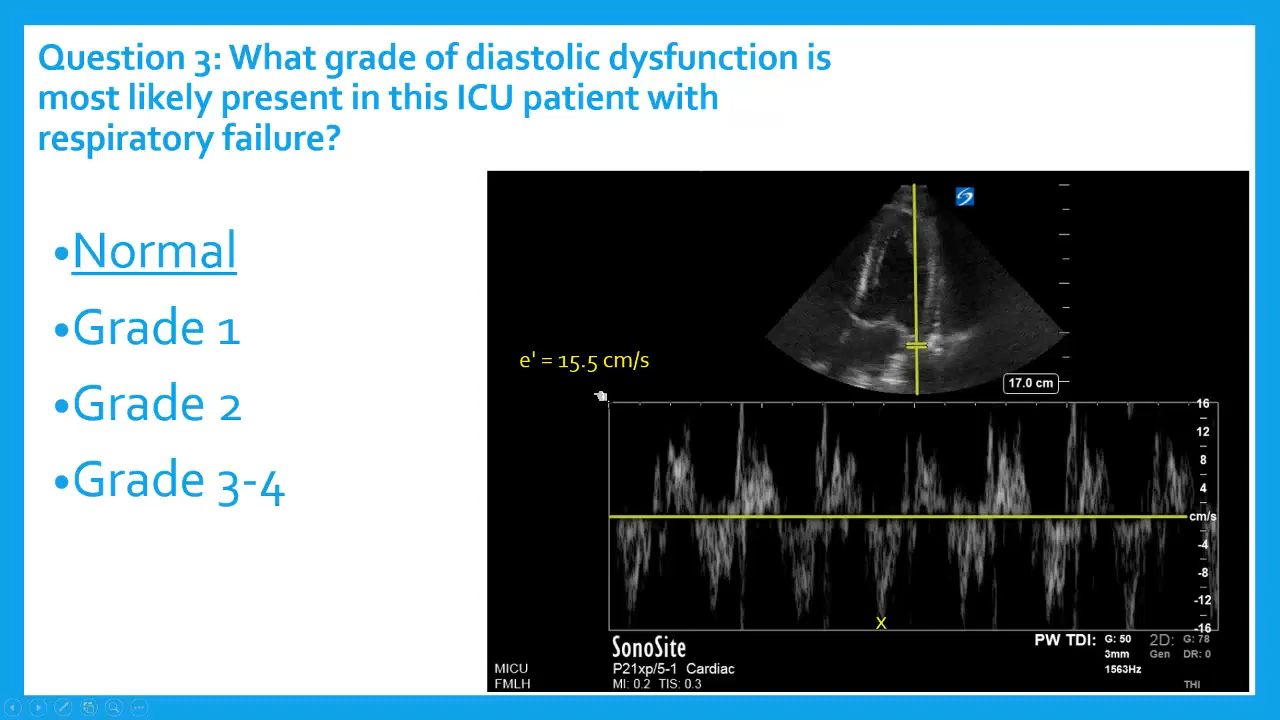 Question 3: What grade of diastolic dysfunction is
most likely present in this ICU patient with
respiratory failure?
•Normal
•Grade 1
•Grade 2
•Grade 3-4
e' = 15.5 cm/s
17.0 cm
16
12
8
4
cm/s
-4
-8
-12
-16
X
SonoSite
PW TDI: G: 50 2D: G: 78
MICU P21xp/5-1 Cardiac 3mm Gen DR: 0
FMLH MI: 0.2 TIS: 0.3 1563Hz
THI